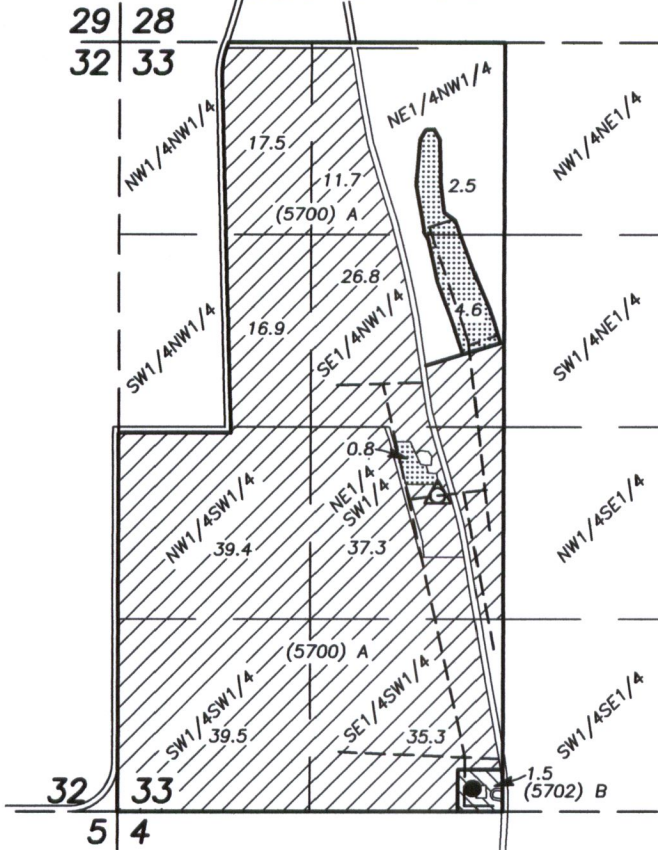 29 28
32 33
NE1/4NW1/4
NW1/4NW1/4
NW1/4NE1/4
17.5
11.7
2.5
(5700) A
26.8
4.6
16.9
SE1/4NW1/4
SW1/4NW1/4
SW1/4NE1/4
0.8
NE1/4
SW1/4
G
NW1/4SW1/4
39.4
37.3
NW1/4SE1/4
(5700) A
SW1/4SW1/4
39.5
SE1/4SW1/4
35.3
SW1/4SE1/4
1.5
(5702) B
32 33
5 4